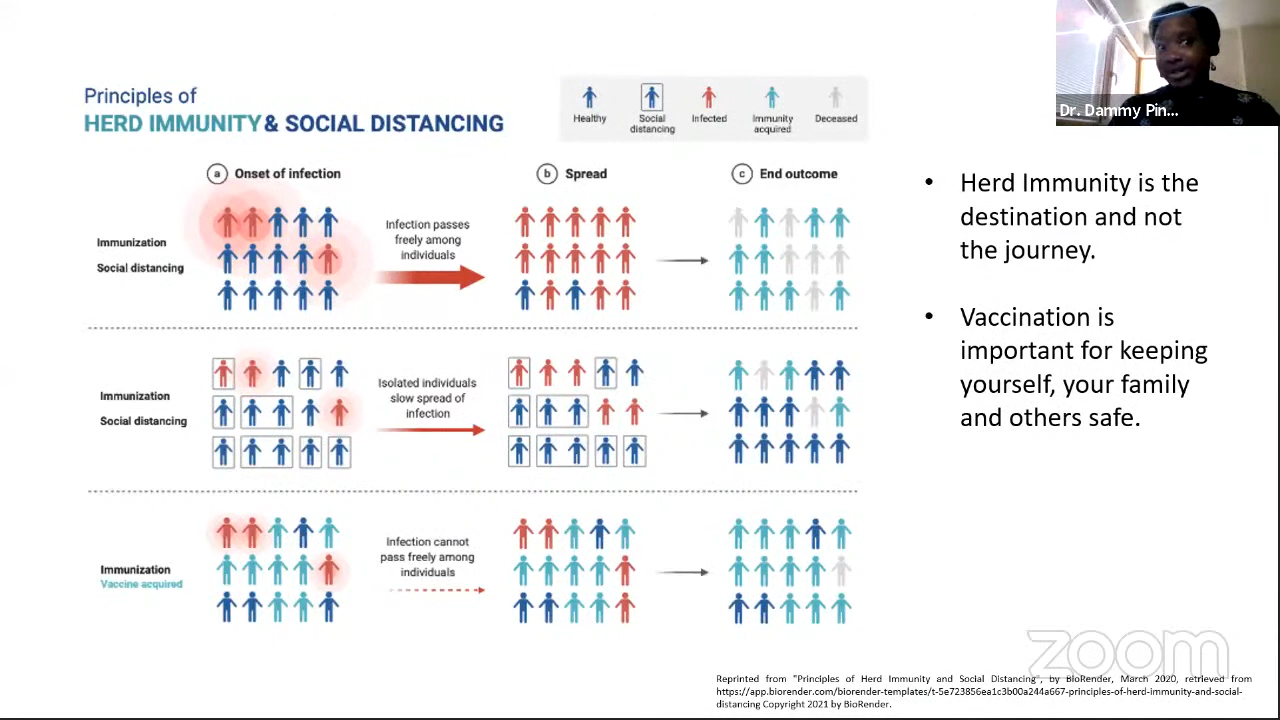 Dr. Dammy Pin...
Principles of
HERD IMMUNITY & SOCIAL DISTANCING
Healthy
Social
distancing
Infected
Immunity
acquired
Deceased
a Onset of infection
b Spread
c End outcome
Immunization
Social distancing
Infection passes
freely among
individuals
Immunization
Social distancing
Isolated individuals
slow spread of
infection
Immunization
Vaccine acquired
Infection cannot
pass freely among
individuals
• Herd Immunity is the
destination and not
the journey.
• Vaccination is
important for keeping
yourself, your family
and others safe.
zoom
Reprinted from "Principles of Herd Immunity and Social Distancing", by BioRender, March 2020, retrieved from
https://app.biorender.com/biorender-templates/t-5e723856ea1c3b00a244a667-principles-of-herd-immunity-and-social-
distancing Copyright 2021 by BioRender.